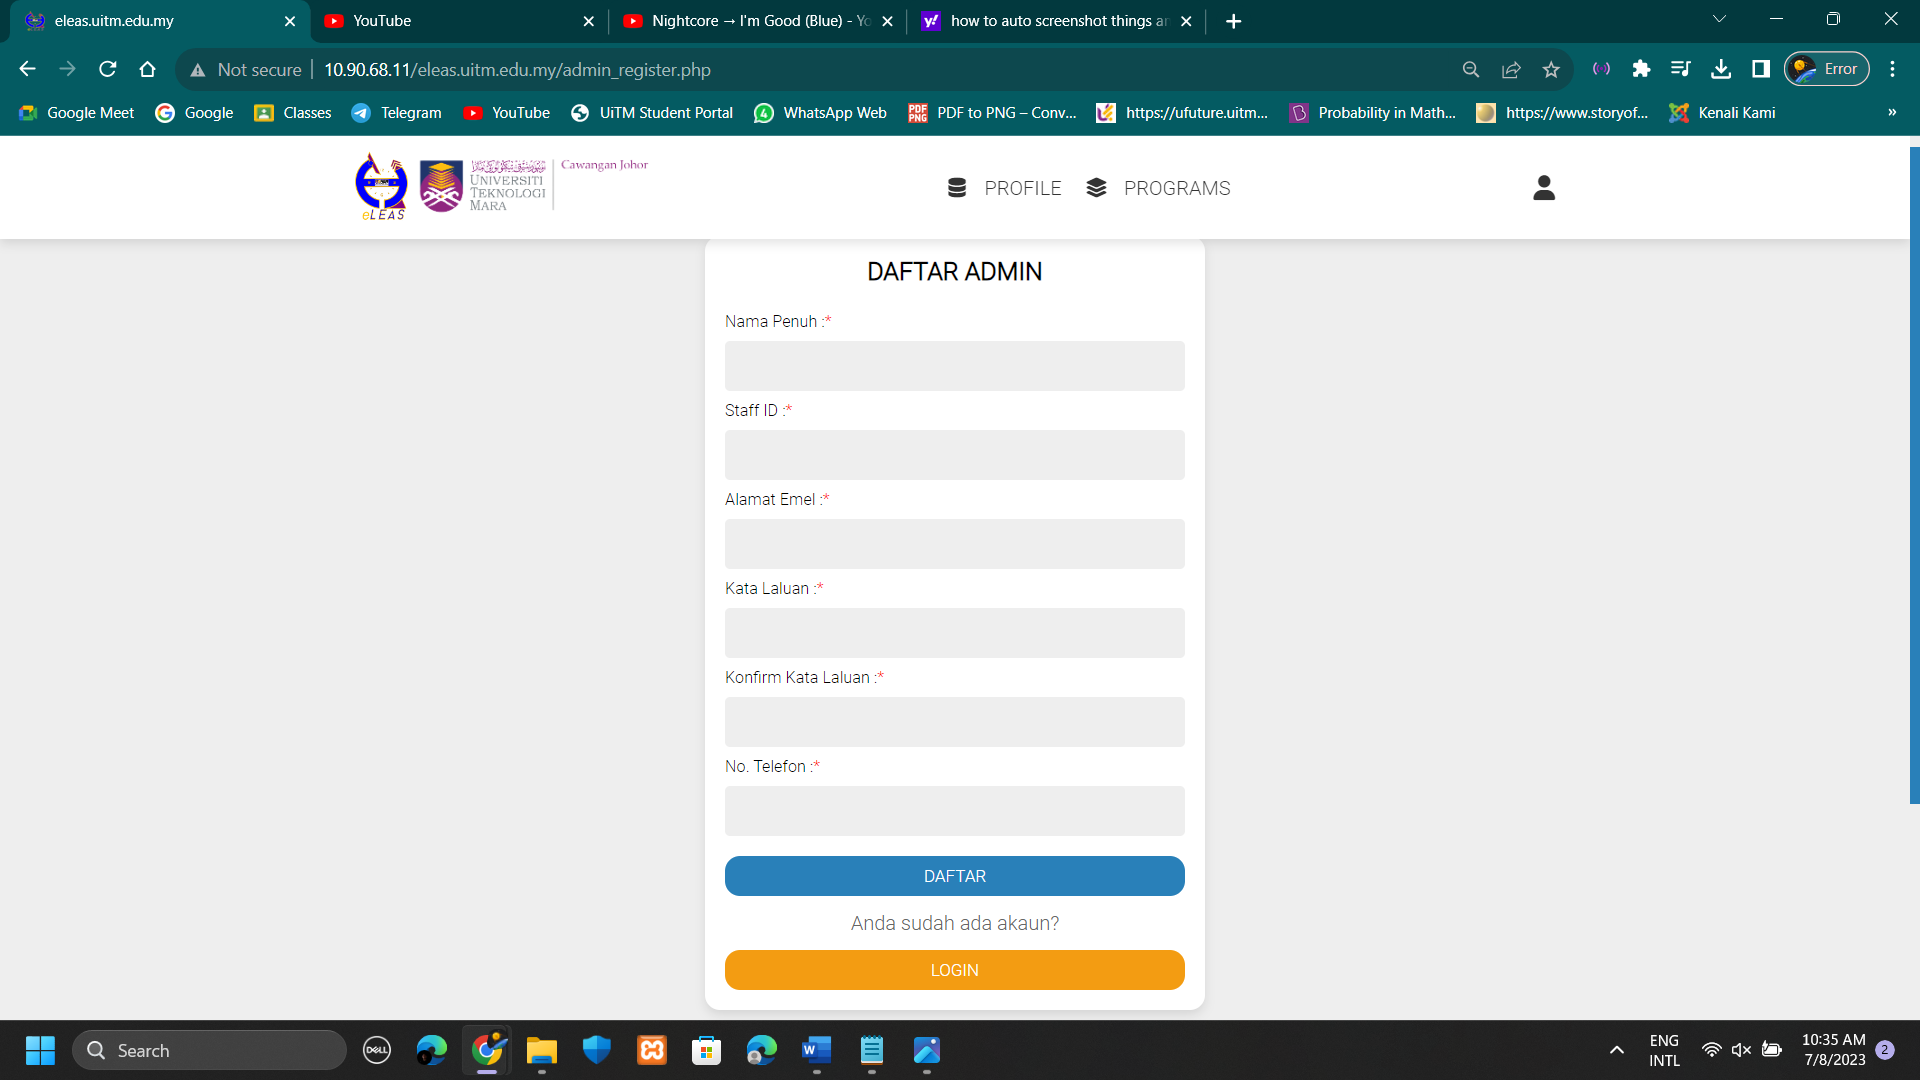 eleas.uitm.edu.my
YouTube
Nightcore → I'm Good (Blue) - Yo
how to auto screenshot things an
Not secure
10.90.68.11/eleas.uitm.edu.my/admin_register.php
Error
Google Meet
Google
Classes
Telegram
YouTube
UiTM Student Portal
WhatsApp Web
PDF to PNG – Conv...
https://ufuture.uitm...
Probability in Math...
https://www.storyof...
Kenali Kami
»
eLEAS
UNIVERSITI
TEKNOLOGI
MARA
Cawangan Johor
PROFILE
PROGRAMS
DAFTAR ADMIN
Nama Penuh :*
Staff ID :*
Alamat Emel :*
Kata Laluan :*
Konfirm Kata Laluan :*
No. Telefon :*
DAFTAR
Anda sudah ada akaun?
LOGIN
Search
DELL
ENG
INTL
10:35 AM
7/8/2023
2